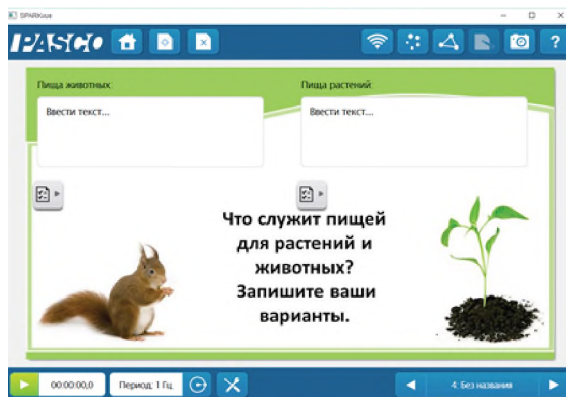 SPARKvue
PASCO
?
Пища животных:
Пища растений:
Ввести текст...
Ввести текст...
Что служит пищей
для растений и
животных?
Запишите ваши
варианты.
00:00:00,0
Период: 1 Гц
4: Без названия